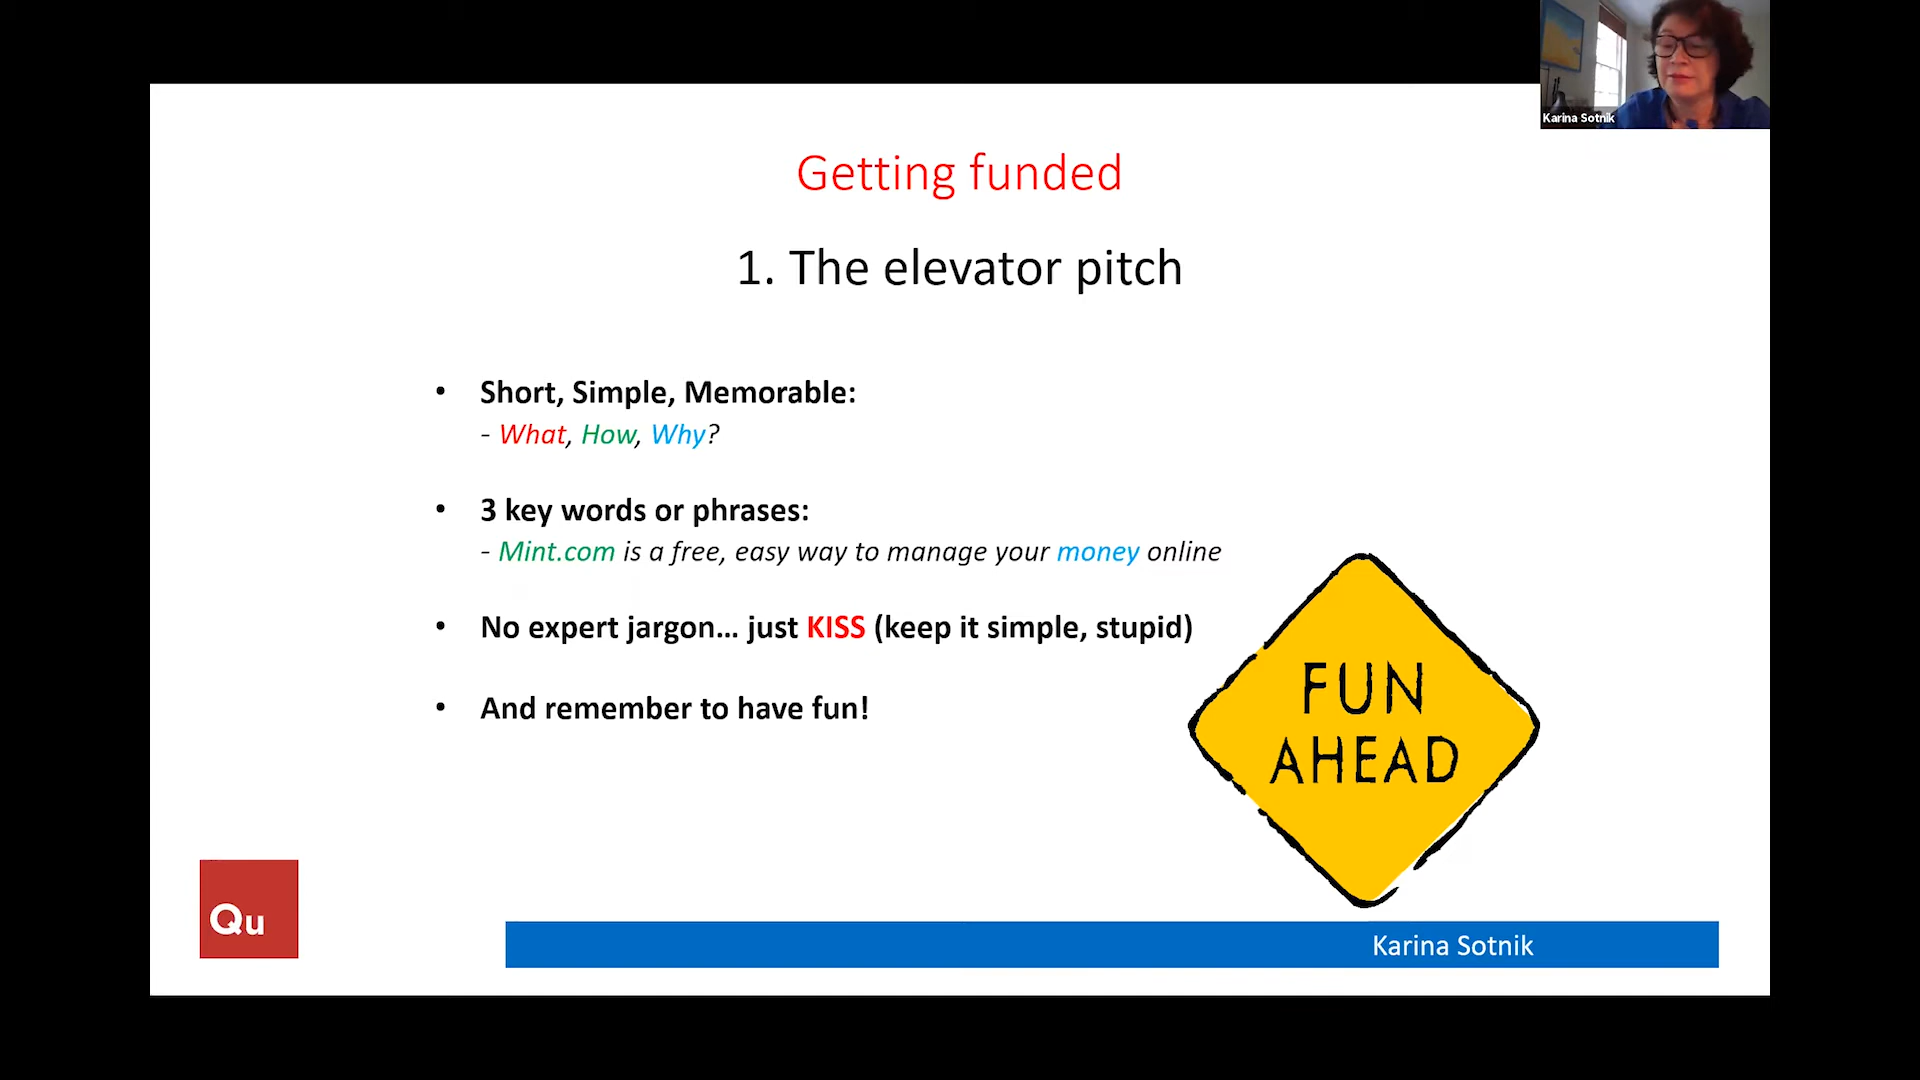 Karina Sotnik
Getting funded
1. The elevator pitch
• Short, Simple, Memorable:
- What, How, Why?
• 3 key words or phrases:
- Mint.com is a free, easy way to manage your money online
• No expert jargon... just KISS (keep it simple, stupid)
• And remember to have fun!
FUN
AHEAD
Qu
Karina Sotnik